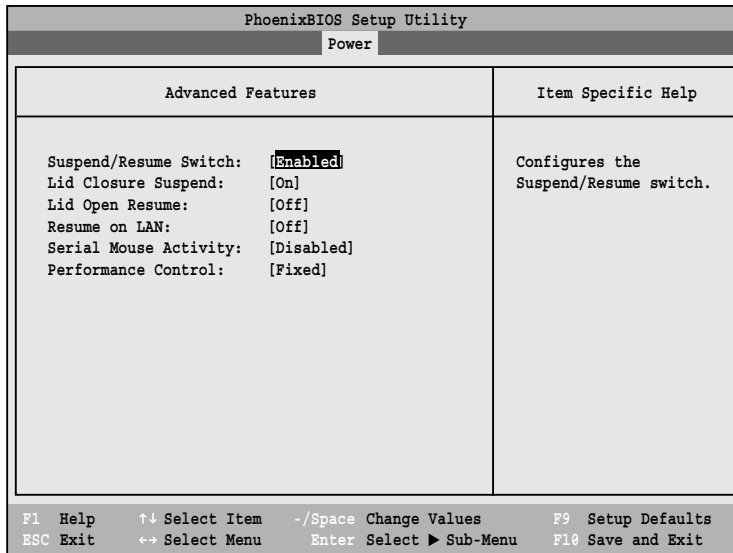 PhoenixBIOS Setup Utility
Power
Advanced Features
Item Specific Help
Suspend/Resume Switch: [Enabled]
Lid Closure Suspend: [On]
Lid Open Resume: [Off]
Resume on LAN: [Off]
Serial Mouse Activity: [Disabled]
Performance Control: [Fixed]
Configures the
Suspend/Resume switch.
F1 Help ↑↓ Select Item -/Space Change Values F9 Setup Defaults
ESC Exit ←→ Select Menu Enter Select ▶ Sub-Menu F10 Save and Exit